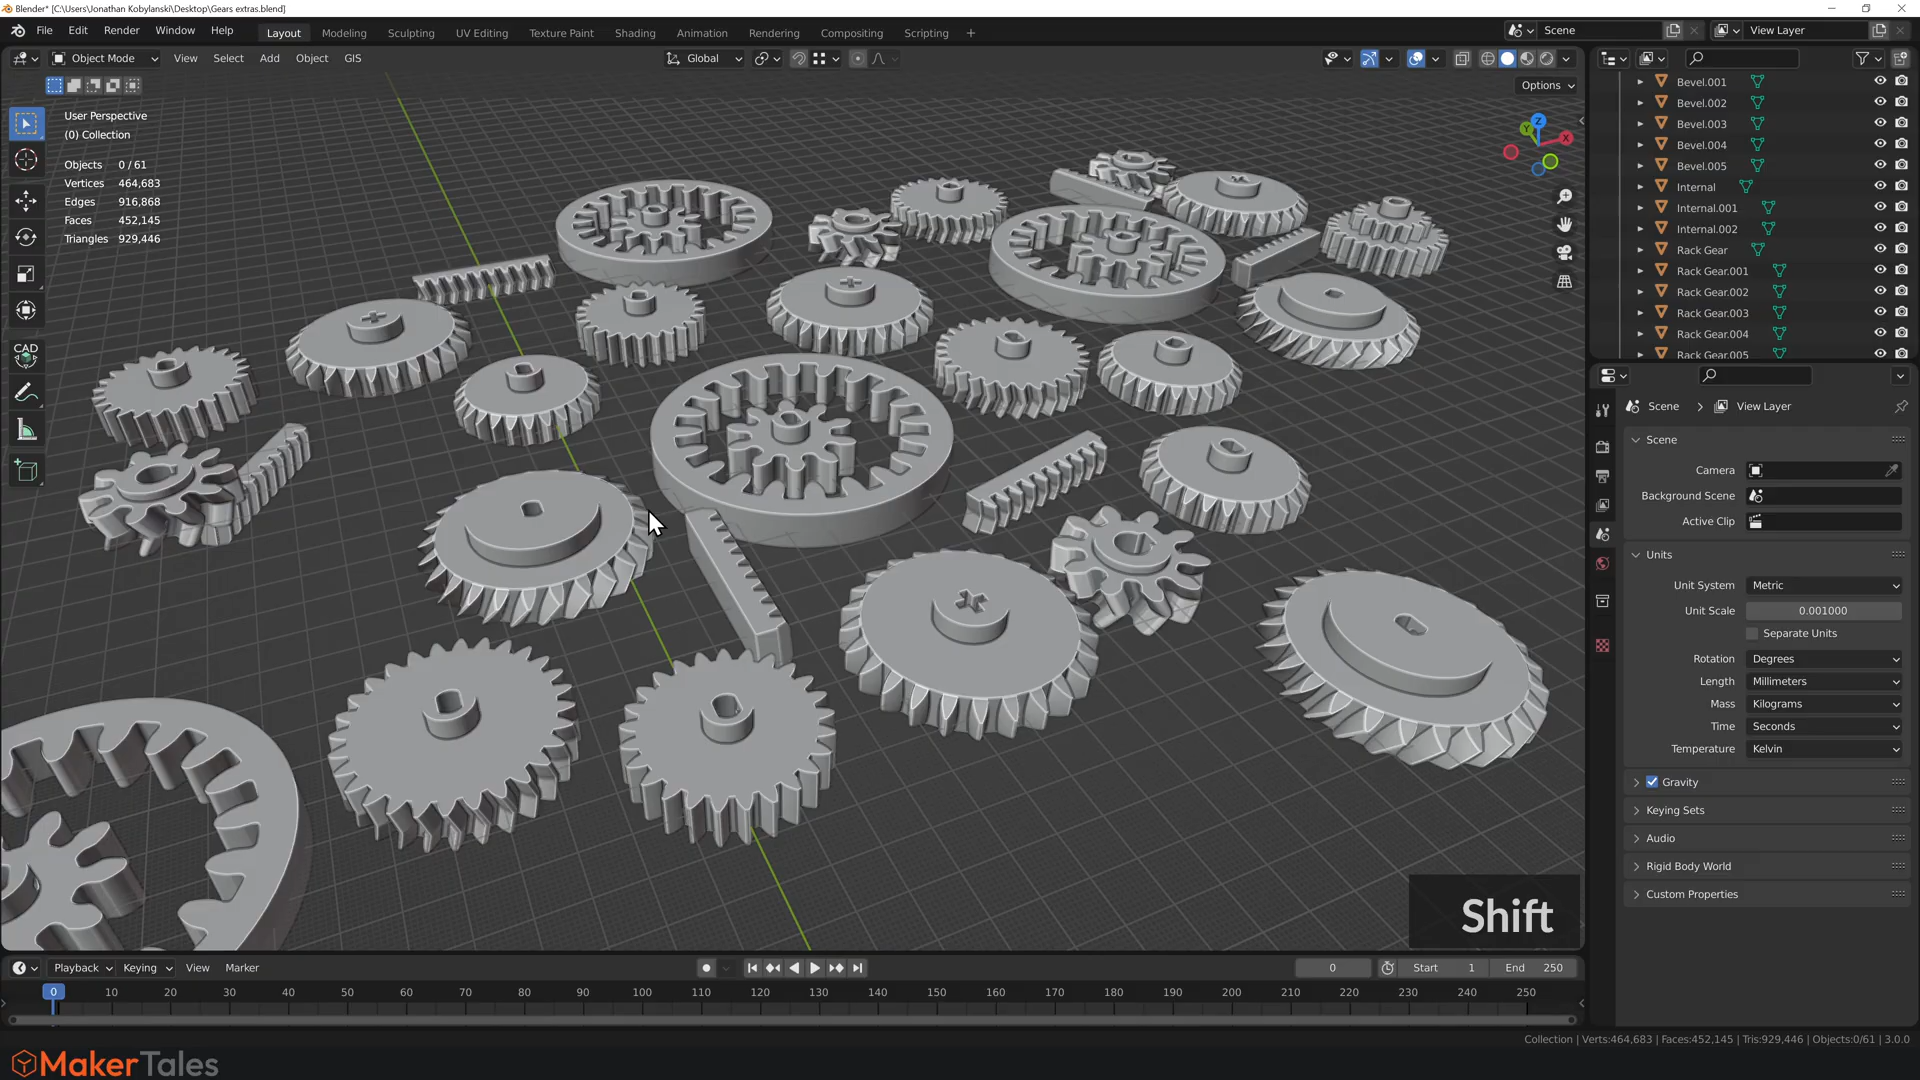 Blender* [C:\Users\Jonathan Kobylanski\Desktop\Gears extras.blend]
File Edit Render Window Help Layout Modeling Sculpting UV Editing Texture Paint Shading Animation Rendering Compositing Scripting + Scene View Layer
Object Mode View Select Add Object GIS Global
Options
User Perspective
(0) Collection
Objects 0 / 61
Vertices 464,683
Edges 916,868
Faces 452,145
Triangles 929,446
CAD
Z
Y
X
Bevel.001
Bevel.002
Bevel.003
Bevel.004
Bevel.005
Internal
Internal.001
Internal.002
Rack Gear
Rack Gear.001
Rack Gear.002
Rack Gear.003
Rack Gear.004
Rack Gear.005
Scene > View Layer
Scene
Camera
Background Scene
Active Clip
Units
Unit System Metric
Unit Scale 0.001000
Separate Units
Rotation Degrees
Length Millimeters
Mass Kilograms
Time Seconds
Temperature Kelvin
Gravity
Keying Sets
Audio
Rigid Body World
Custom Properties
Shift
Playback Keying View Marker 0 Start 1 End 250
0 10 20 30 40 50 60 70 80 90 100 110 120 130 140 150 160 170 180 190 200 210 220 230 240 250
Collection | Verts:464,683 | Faces:452,145 | Tris:929,446 | Objects:0/61 | 3.0.0
MakerTales